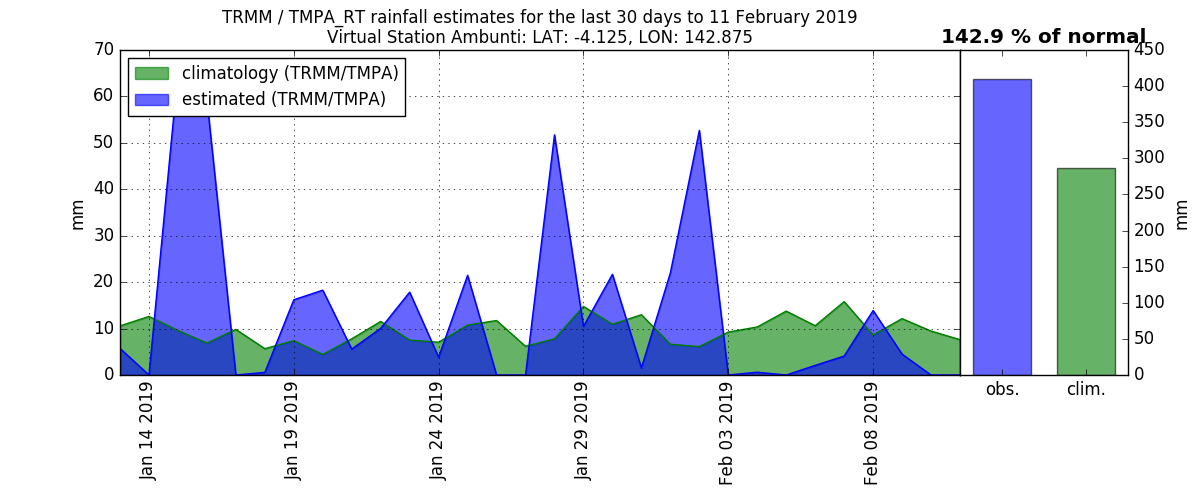 TRMM / TMPA_RT rainfall estimates for the last 30 days to 11 February 2019
Virtual Station Ambunti: LAT: -4.125, LON: 142.875
142.9 % of normal
climatology (TRMM/TMPA)
estimated (TRMM/TMPA)
70
60
50
40
30
20
10
0
mm
Jan 14 2019
Jan 19 2019
Jan 24 2019
Jan 29 2019
Feb 03 2019
Feb 08 2019
450
400
350
300
250
200
150
100
50
0
mm
obs.
clim.